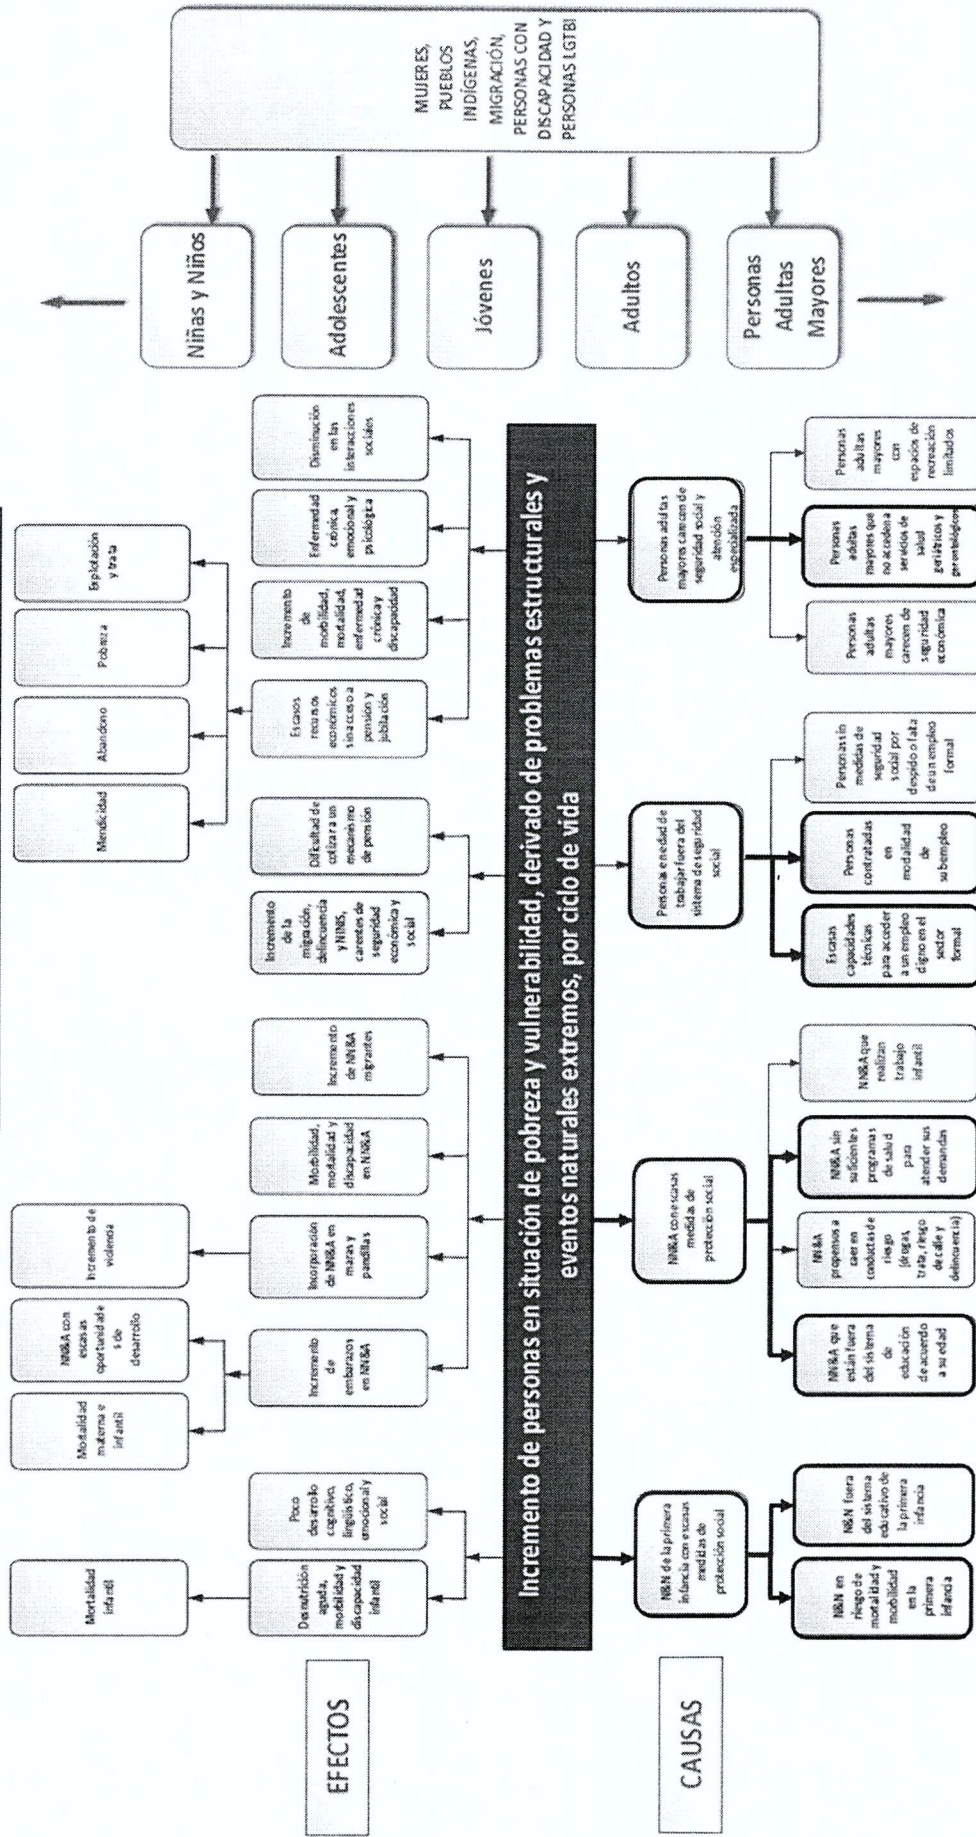 Mortalidad
infantil
Mortalidad
materna e
infantil
NN&A con
escasas
oportunidade
s de
desarrollo
Incremento de
violencia
Mendicidad
Abandono
Pobreza
Explotación
y trata
EFECTOS
Desnutrición
aguda,
morbilidad y
discapacidad
infantil
Poco
desarrollo
cognitivo,
lingüístico,
emocional y
social
Incremento
de
embarazos
en NN&A
Incorporación
de NN&A en
maras y
pandillas
Morbilidad,
mortalidad y
discapacidad
en NN&A
Incremento
de NN&A
migrantes
Incremento
de la
migración,
delincuencia
y NINIS,
carentes de
seguridad
económica y
social
Dificultad de
cotizar a un
mecanismo
de pensión
Escasos
recursos
económicos
sin acceso a
pensión y
jubilación
Incremento
de
morbilidad,
mortalidad,
enfermedad
crónica y
discapacidad
Enfermedad
crónica,
emocional y
psicológica
Disminución
en las
interacciones
sociales
Incremento de personas en situación de pobreza y vulnerabilidad, derivado de problemas estructurales y
eventos naturales extremos, por ciclo de vida
CAUSAS
N&N de la primera
infancia con escasas
medidas de
protección social
NN&A con escasas
medidas de
protección social
Personas en edad de
trabajar fuera del
sistema de seguridad
social
Personas adultas
mayores carecen de
seguridad social y
atención
especializada
N&N en
riesgo de
mortalidad y
morbilidad
en la
primera
infancia
N&N fuera
del sistema
educativo de
la primera
infancia
NN&A que
están fuera
del sistema
de
educación
de acuerdo
a su edad
NN&A
propensos a
caer en
conductas de
riesgo
(drogas,
trata, riesgo
de calle y
delincuencia)
NN&A sin
suficientes
programas
de salud
para
atender sus
demandas
NN&A que
realizan
trabajo
infantil
Escasas
capacidades
técnicas
para acceder
a un empleo
digno en el
sector
formal
Personas
contratadas
en
modalidad
de
subempleo
Personas sin
medidas de
seguridad
social por
despido o falta
de un empleo
formal
Personas
adultas
mayores
carecen de
seguridad
económica
Personas
adultas
mayores que
no acceden a
servicios de
salud
geriátricos y
gerontológicos
Personas
adultas
mayores
con
espacios de
recreación
limitados
Niñas y Niños
Adolescentes
Jóvenes
Adultos
Personas
Adultas
Mayores
MUJERES,
PUEBLOS
INDÍGENAS,
MIGRACIÓN,
PERSONAS CON
DISCAPACIDAD Y
PERSONAS LGTBI